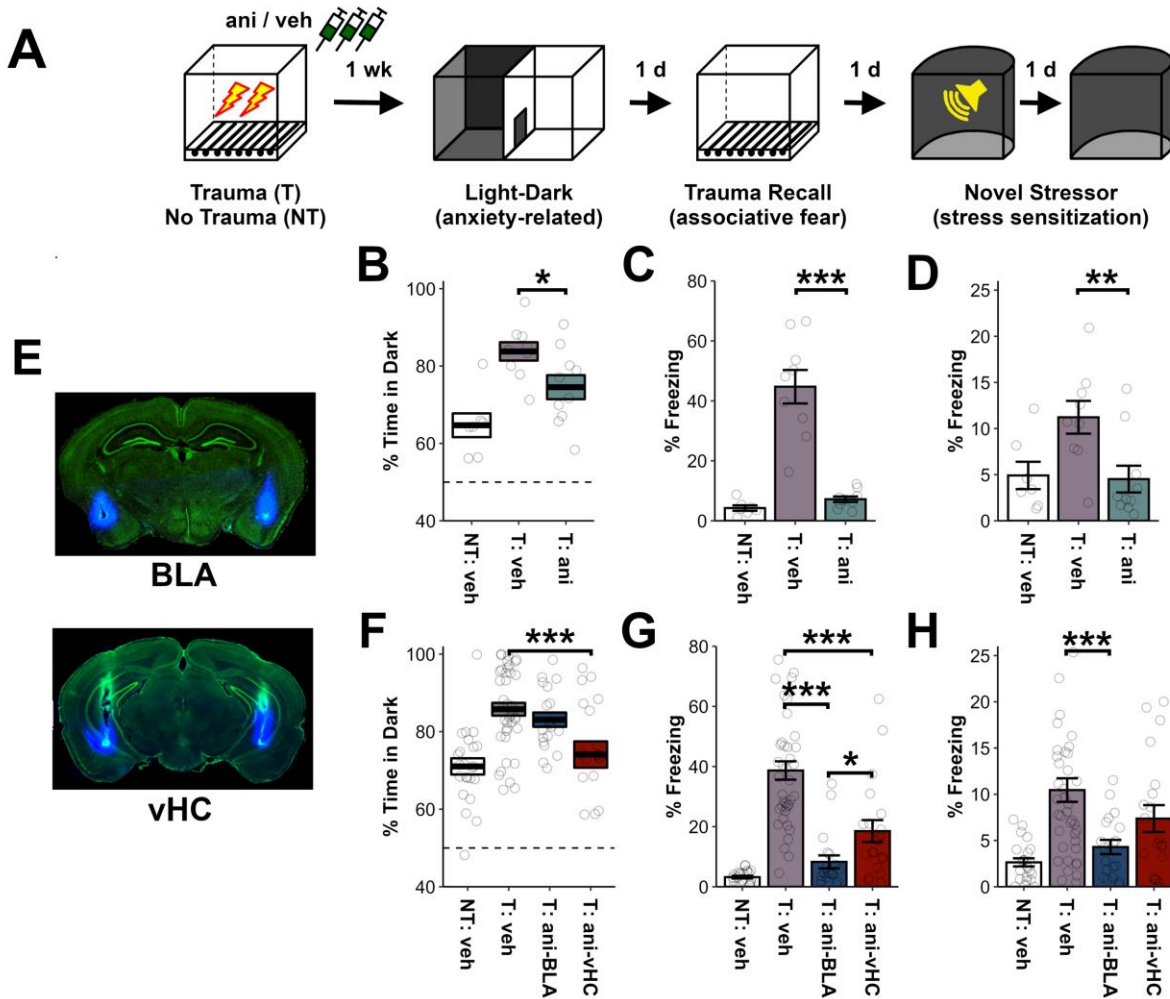 A
ani / veh
1 wk
1 d
1 d
1 d
Trauma (T)
No Trauma (NT)
Light-Dark
(anxiety-related)
Trauma Recall
(associative fear)
Novel Stressor
(stress sensitization)
B
% Time in Dark
100
80
60
40
*
NT: veh
T: veh
T: ani
C
% Freezing
80
60
40
20
0
***
NT: veh
T: veh
T: ani
D
% Freezing
25
20
15
10
5
0
**
NT: veh
T: veh
T: ani
E
BLA
vHC
F
% Time in Dark
100
80
60
40
***
NT: veh
T: veh
T: ani-BLA
T: ani-vHC
G
% Freezing
80
60
40
20
0
***
***
*
NT: veh
T: veh
T: ani-BLA
T: ani-vHC
H
% Freezing
25
20
15
10
5
0
***
NT: veh
T: veh
T: ani-BLA
T: ani-vHC